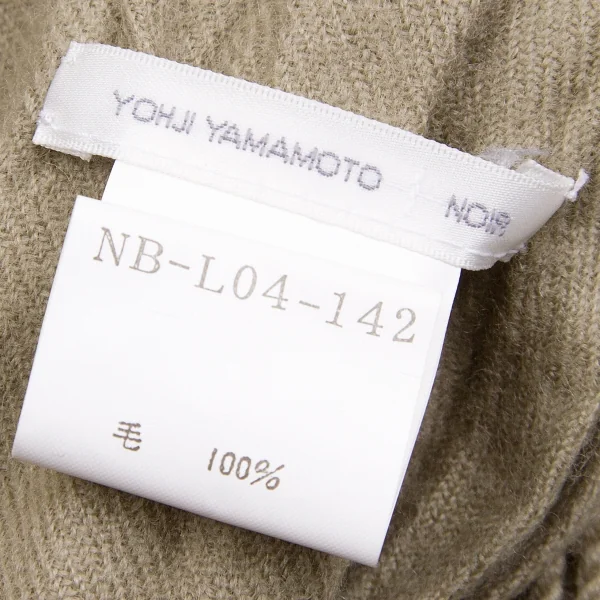 YOHJI YAMAMOTO NOIR
NB-L04-142
毛 100%